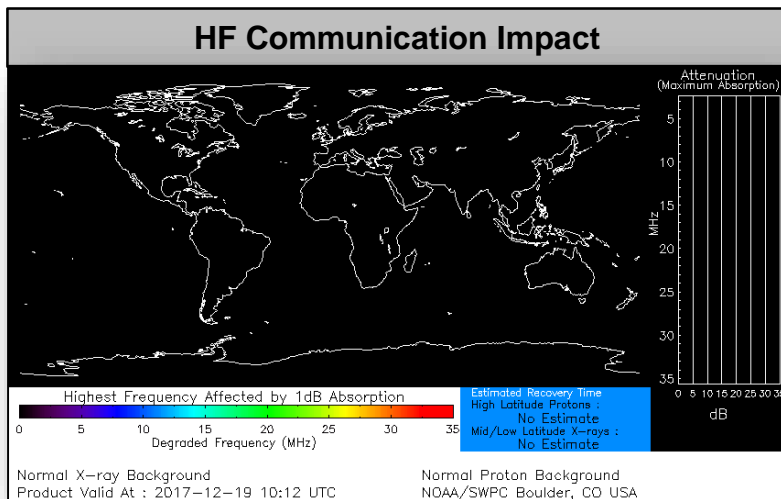 HF Communication Impact
Attenuation
(Maximum Absorption)
5
10
15
20
25
30
35
MHz
0 5 10 15 20 25 30 35
dB
Highest Frequency Affected by 1dB Absorption
0 5 10 15 20 25 30 35
Degraded Frequency (MHz)
Estimated Recovery Time
High Latitude Protons :
No Estimate
Mid/Low Latitude X-rays :
No Estimate
Normal X-ray Background
Product Valid At : 2017-12-19 10:12 UTC
Normal Proton Background
NOAA/SWPC Boulder, CO USA